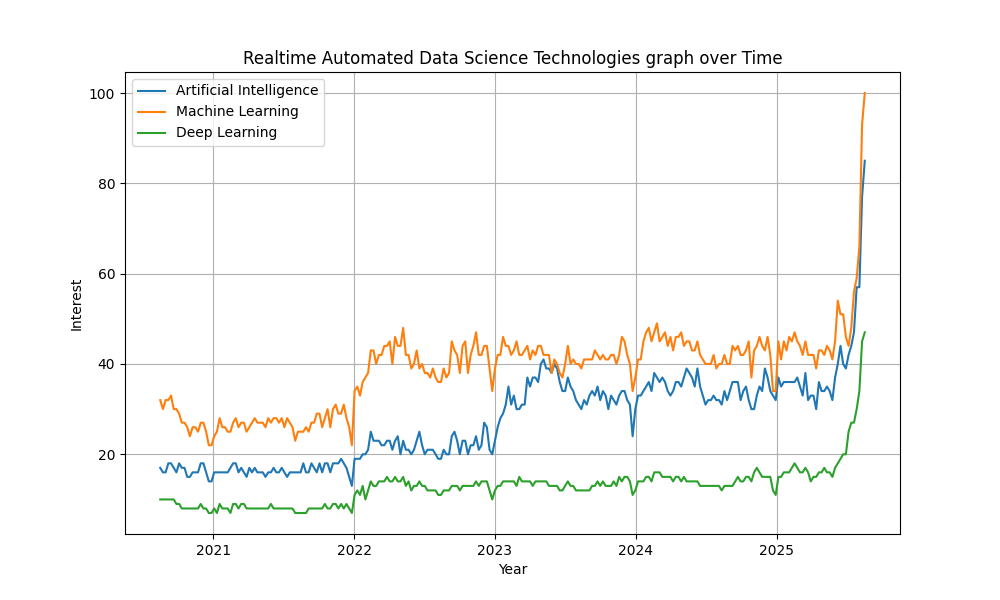 Realtime Automated Data Science Technologies graph over Time
Artificial Intelligence
Machine Learning
Deep Learning
100
80
60
40
20
Interest
2021 2022 2023 2024 2025
Year